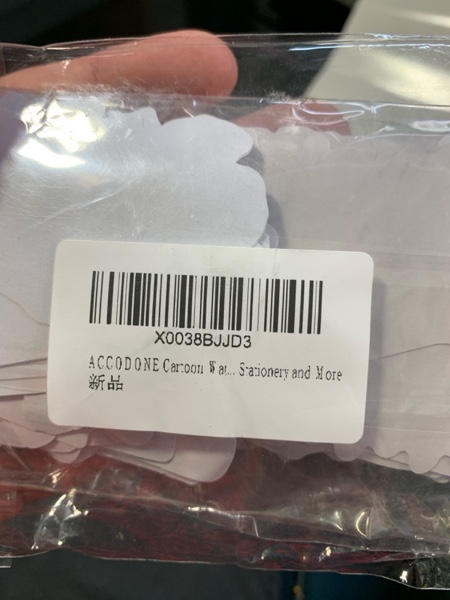 X0038BJJD3
ACCODONE Cartoon Wat... Stationery and More
新品